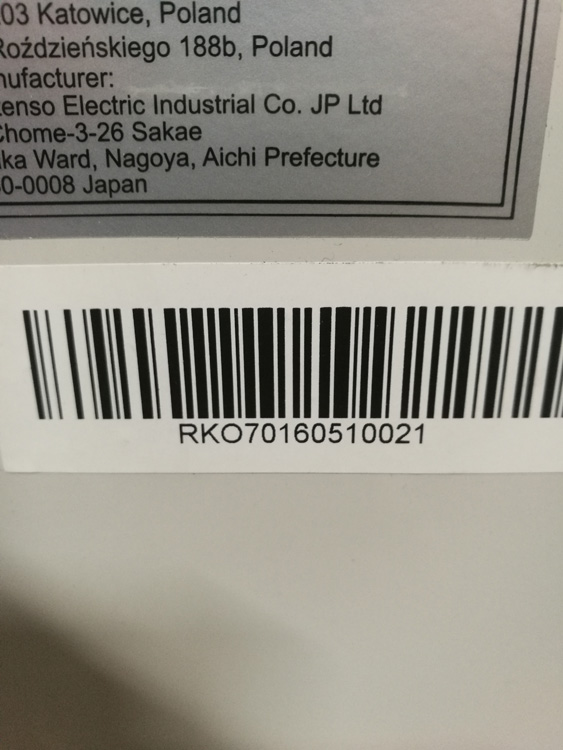 03 Katowice, Poland
Roździeńskiego 188b, Poland
nufacturer:
enso Electric Industrial Co. JP Ltd
Chome-3-26 Sakae
ka Ward, Nagoya, Aichi Prefecture
0-0008 Japan
RKO70160510021